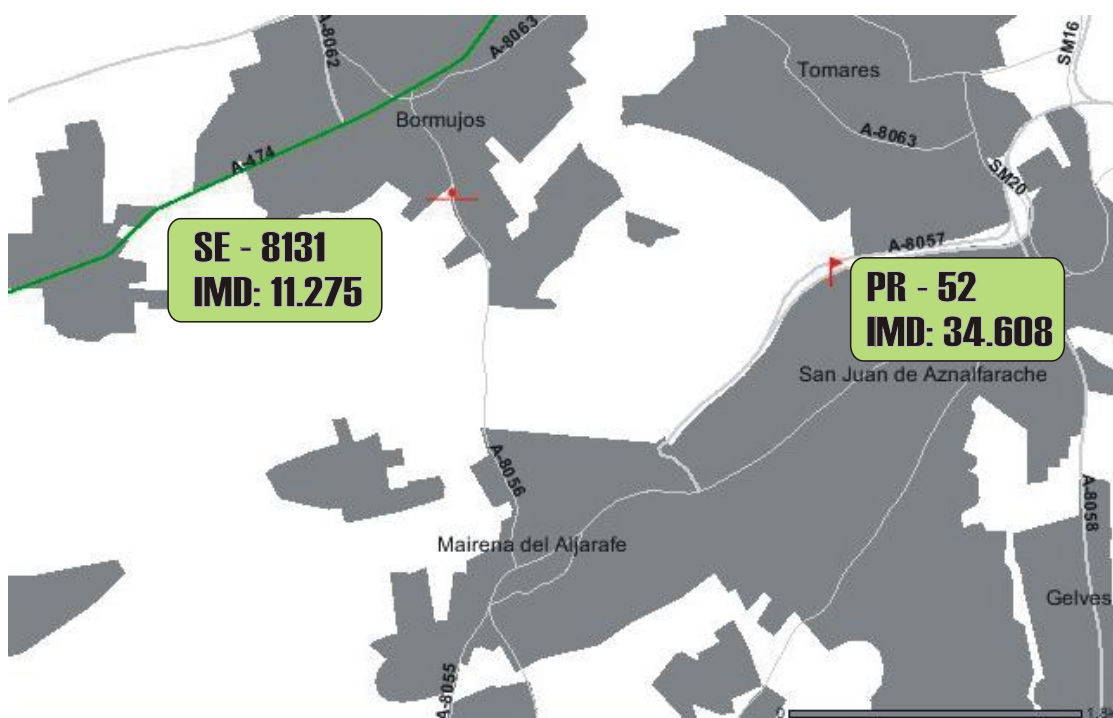 A-8062
A-8063
SM16
Tomares
Bormujos
A-8063
A-474
SM20
SE - 8131
IMD: 11.275
A-8057
PR - 52
IMD: 34.608
San Juan de Aznalfarache
A-8056
A-8058
Mairena del Aljarafe
Gelves
A-8055
0